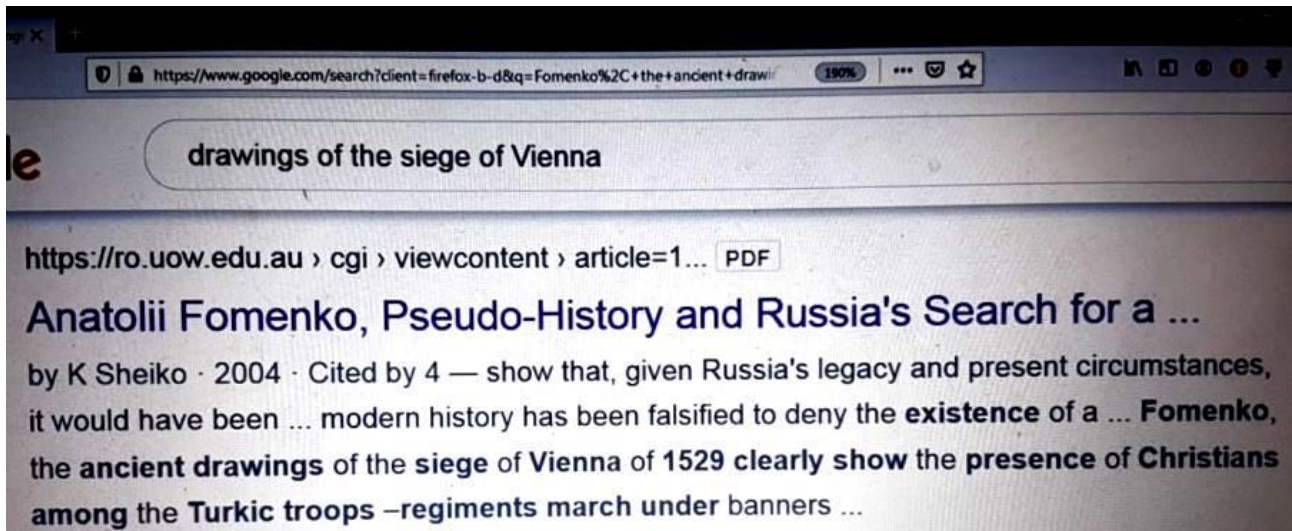 https://www.google.com/search?client=firefox-b-d&q=Fomenko%2C+the+ancient+drawi
190%
drawings of the siege of Vienna
https://ro.uow.edu.au › cgi › viewcontent › article=1... PDF
Anatolii Fomenko, Pseudo-History and Russia's Search for a ...
by K Sheiko · 2004 · Cited by 4 — show that, given Russia's legacy and present circumstances,
it would have been ... modern history has been falsified to deny the existence of a ... Fomenko,
the ancient drawings of the siege of Vienna of 1529 clearly show the presence of Christians
among the Turkic troops –regiments march under banners ...